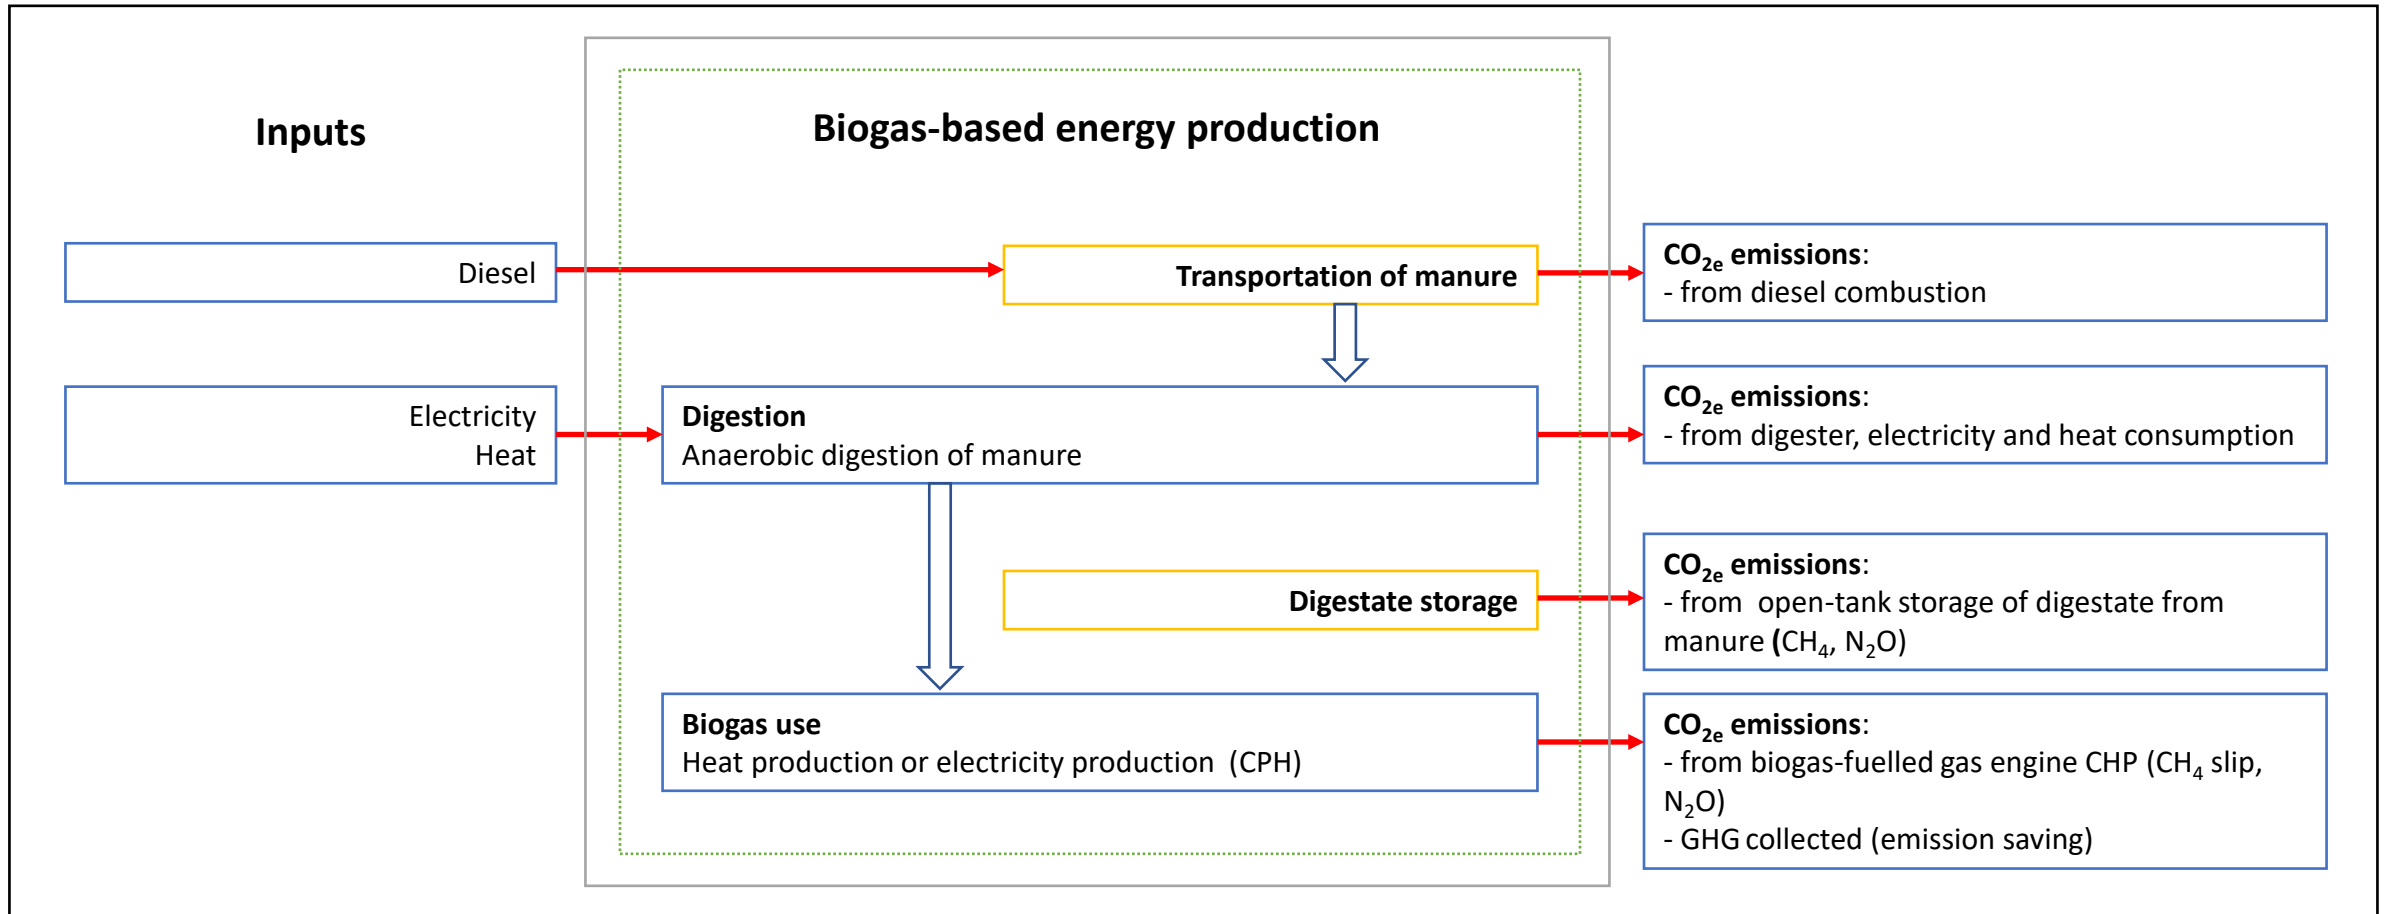 Inputs
Biogas-based energy production
Diesel
Transportation of manure
CO2e emissions:
- from diesel combustion
Electricity
Heat
Digestion
Anaerobic digestion of manure
CO2e emissions:
- from digester, electricity and heat consumption
Digestate storage
CO2e emissions:
- from  open-tank storage of digestate from
manure (CH4, N2O)
Biogas use
Heat production or electricity production  (CPH)
CO2e emissions:
- from biogas-fuelled gas engine CHP (CH4 slip,
N2O)
- GHG collected (emission saving)